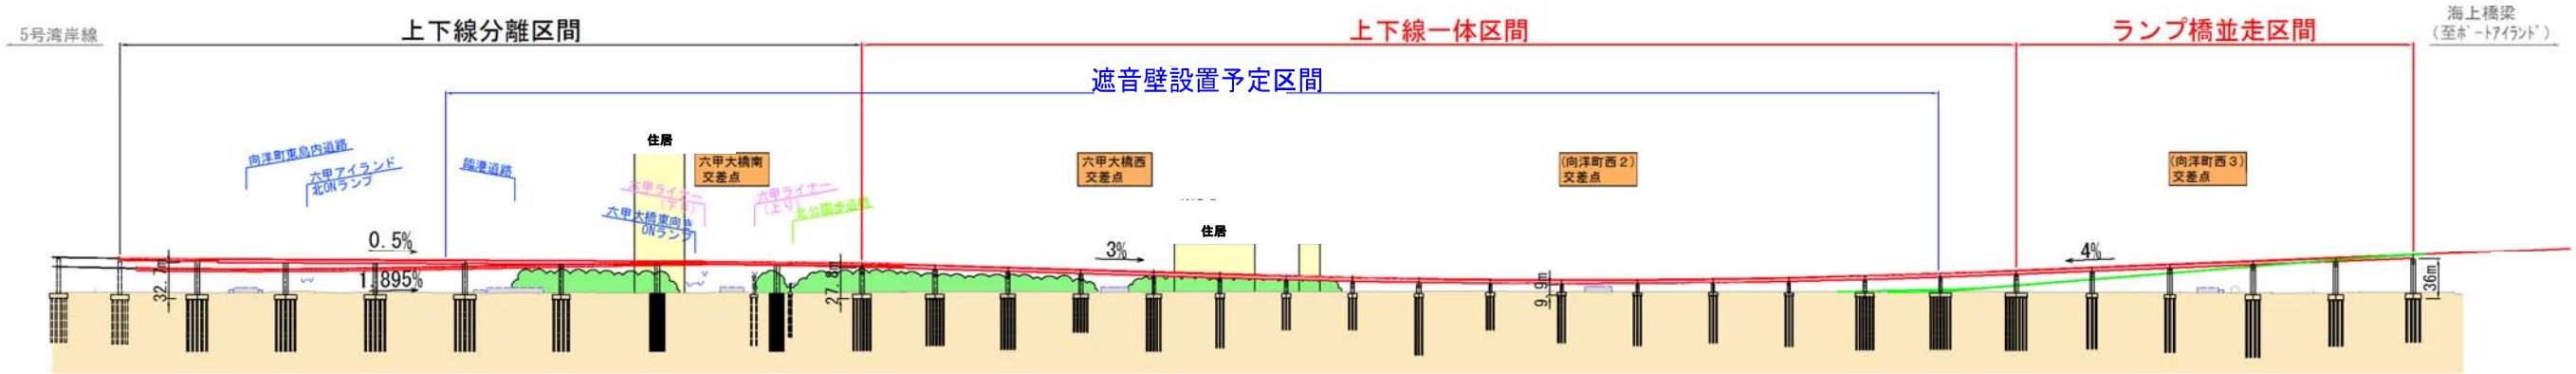 5号湾岸線
上下線分離区間
上下線一体区間
ランプ橋並走区間
海上橋梁
(至ポートアイランド)
遮音壁設置予定区間
向洋町東島内道路
六甲アイランド
北ONランプ
臨港道路
住居
六甲大橋南
交差点
六甲ライナー
(下り)
六甲大橋東向き
ONランプ
六甲ライナー
(上り)
北公園歩道橋
六甲大橋西
交差点
住居
(向洋町西2)
交差点
(向洋町西3)
交差点
0.5%
1.895%
3%
4%
32.7m
27.8m
9.9m
36m